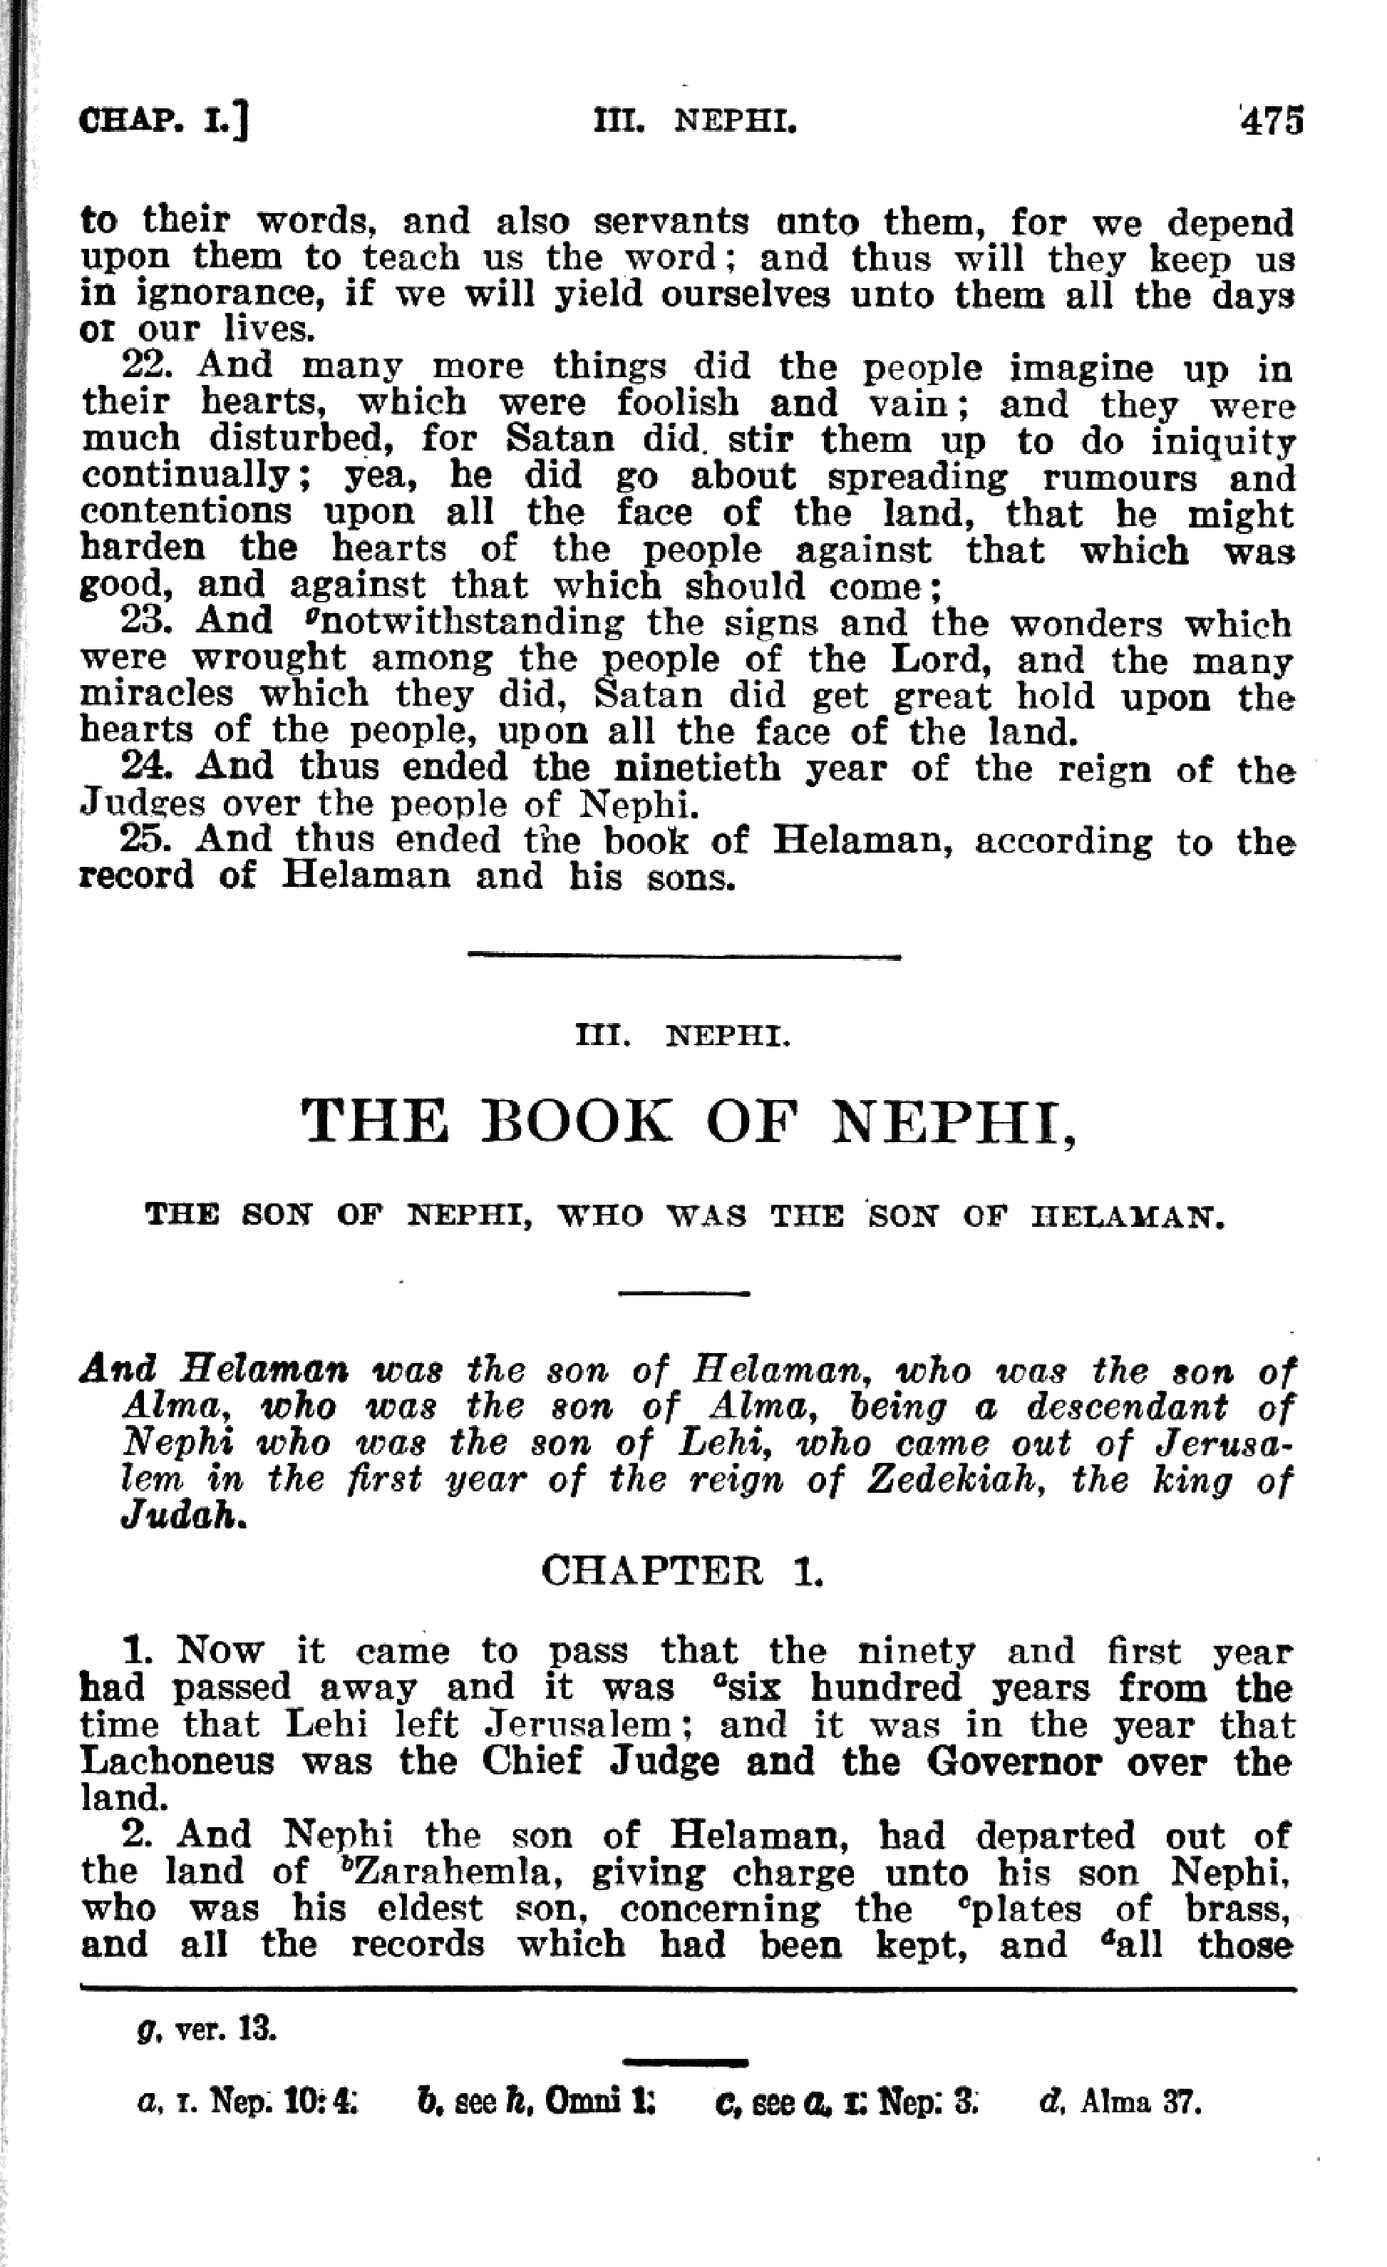 CHAP. I.] III. NEPHI. 475
to their words, and also servants unto them, for we depend
upon them to teach us the word; and thus will they keep us
in ignorance, if we will yield ourselves unto them all the days
of our lives.
22. And many more things did the people imagine up in
their hearts, which were foolish and vain; and they were
much disturbed, for Satan did stir them up to do iniquity
continually; yea, he did go about spreading rumours and
contentions upon all the face of the land, that he might
harden the hearts of the people against that which was
good, and against that which should come;
23. And gnotwithstanding the signs and the wonders which
were wrought among the people of the Lord, and the many
miracles which they did, Satan did get great hold upon the
hearts of the people, upon all the face of the land.
24. And thus ended the ninetieth year of the reign of the
Judges over the people of Nephi.
25. And thus ended the book of Helaman, according to the
record of Helaman and his sons.
III. NEPHI.
THE BOOK OF NEPHI,
THE SON OF NEPHI, WHO WAS THE SON OF HELAMAN.
And Helaman was the son of Helaman, who was the son of
Alma, who was the son of Alma, being a descendant of
Nephi who was the son of Lehi, who came out of Jerusa-
lem in the first year of the reign of Zedekiah, the king of
Judah.
CHAPTER 1.
1. Now it came to pass that the ninety and first year
had passed away and it was asix hundred years from the
time that Lehi left Jerusalem; and it was in the year that
Lachoneus was the Chief Judge and the Governor over the
land.
2. And Nephi the son of Helaman, had departed out of
the land of bZarahemla, giving charge unto his son Nephi,
who was his eldest son, concerning the cplates of brass,
and all the records which had been kept, and dall those
g, ver. 13.
a, I. Nep. 10:4. b, see h, Omni 1. c, see a, I. Nep. 3. d, Alma 37.